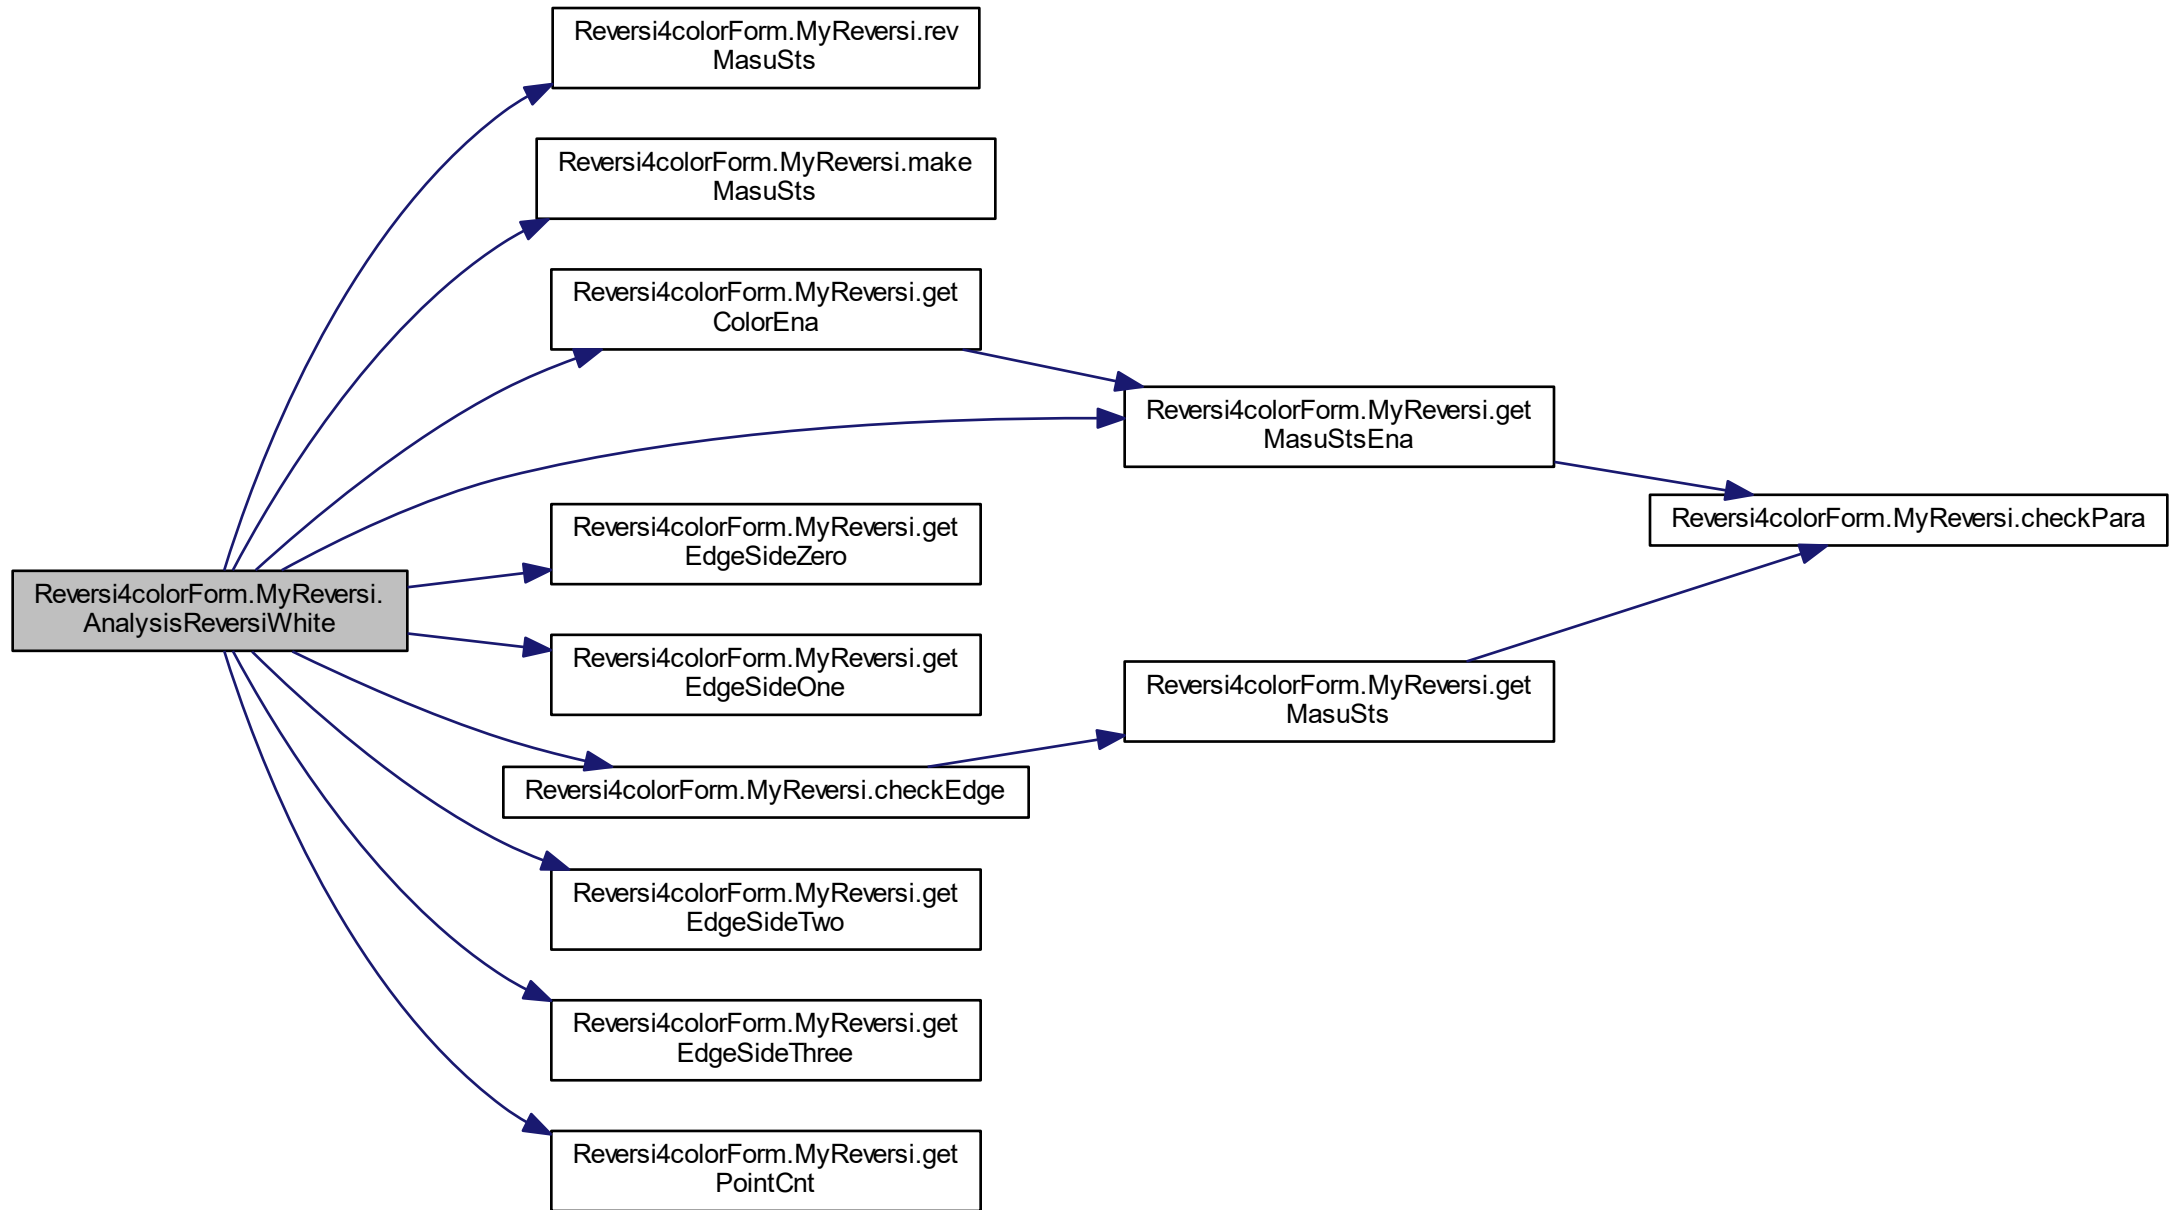 Reversi4colorForm.MyReversi.rev
MasuSts
Reversi4colorForm.MyReversi.make
MasuSts
Reversi4colorForm.MyReversi.get
ColorEna
Reversi4colorForm.MyReversi.get
MasuStsEna
Reversi4colorForm.MyReversi.checkPara
Reversi4colorForm.MyReversi.get
EdgeSideZero
Reversi4colorForm.MyReversi.
AnalysisReversiWhite
Reversi4colorForm.MyReversi.get
EdgeSideOne
Reversi4colorForm.MyReversi.get
MasuSts
Reversi4colorForm.MyReversi.checkEdge
Reversi4colorForm.MyReversi.get
EdgeSideTwo
Reversi4colorForm.MyReversi.get
EdgeSideThree
Reversi4colorForm.MyReversi.get
PointCnt